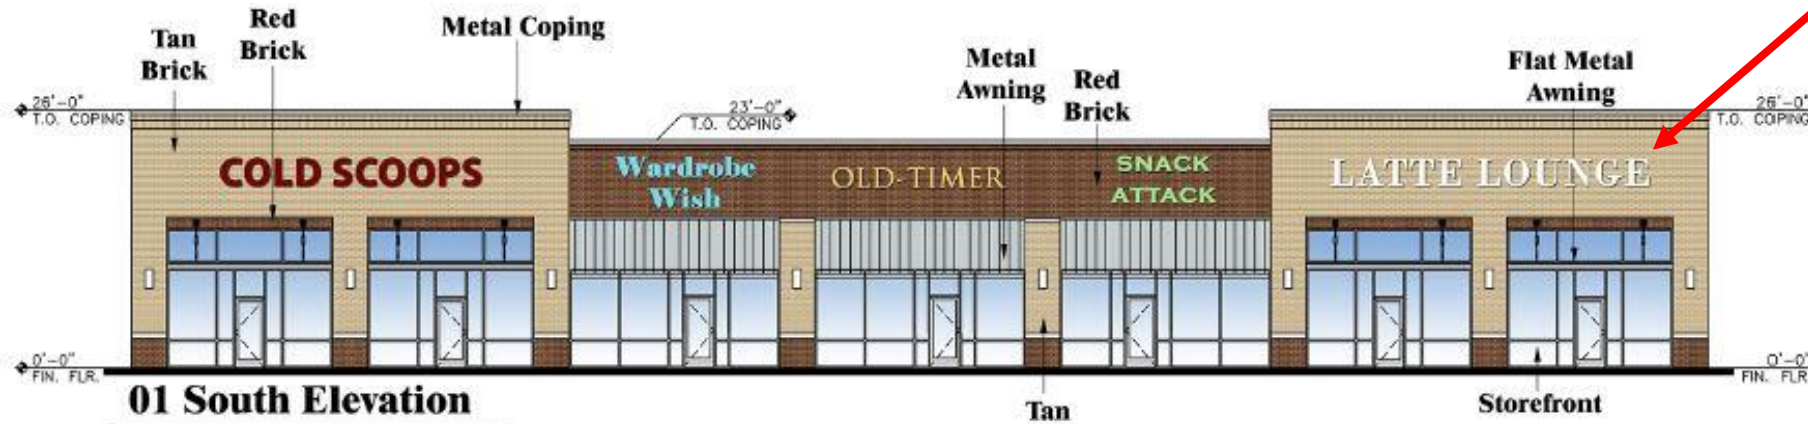 Tan
Brick
Red
Brick
Metal Coping
Metal
Awning
Red
Brick
Flat Metal
Awning
26'-0"
T.O. COPING
23'-0"
T.O. COPING
26'-0"
T.O. COPING
COLD SCOOPS
Wardrobe
Wish
OLD-TIMER
SNACK
ATTACK
LATTE LOUNGE
0'-0"
FIN. FLR.
0'-0"
FIN. FLR
01 South Elevation
Tan
Storefront